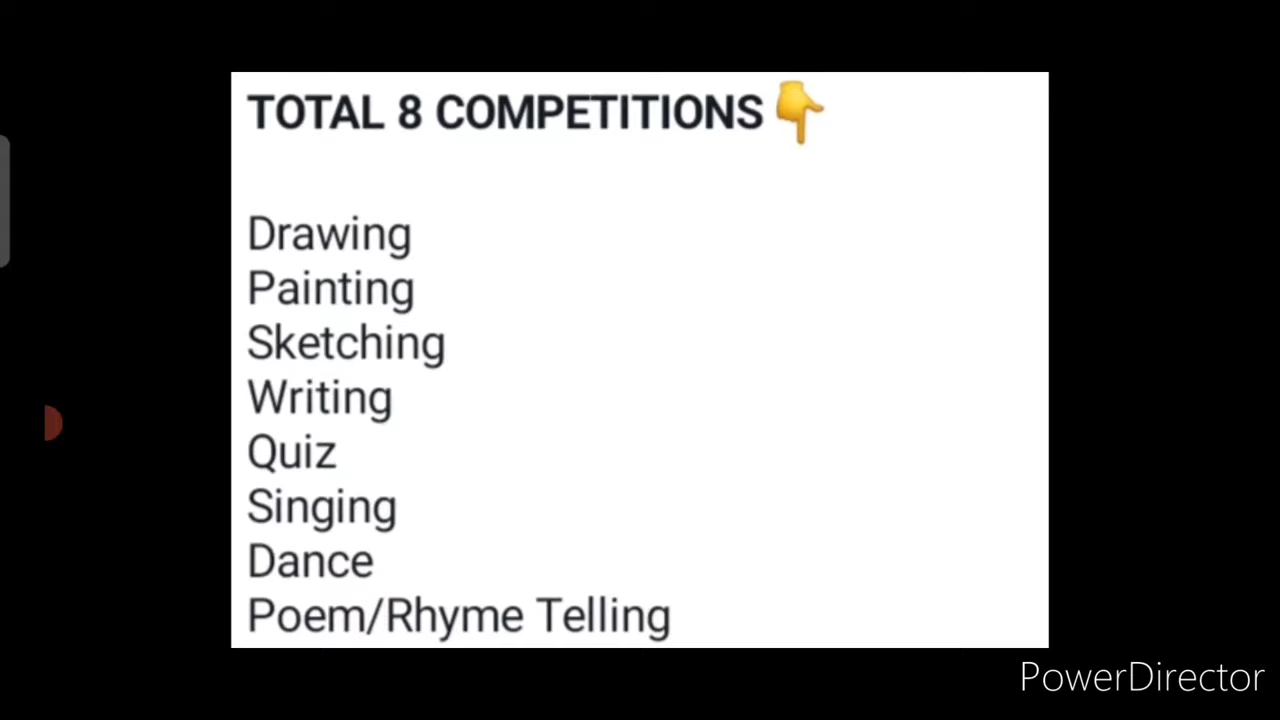 TOTAL 8 COMPETITIONS👇
Drawing
Painting
Sketching
Writing
Quiz
Singing
Dance
Poem/Rhyme Telling
PowerDirector